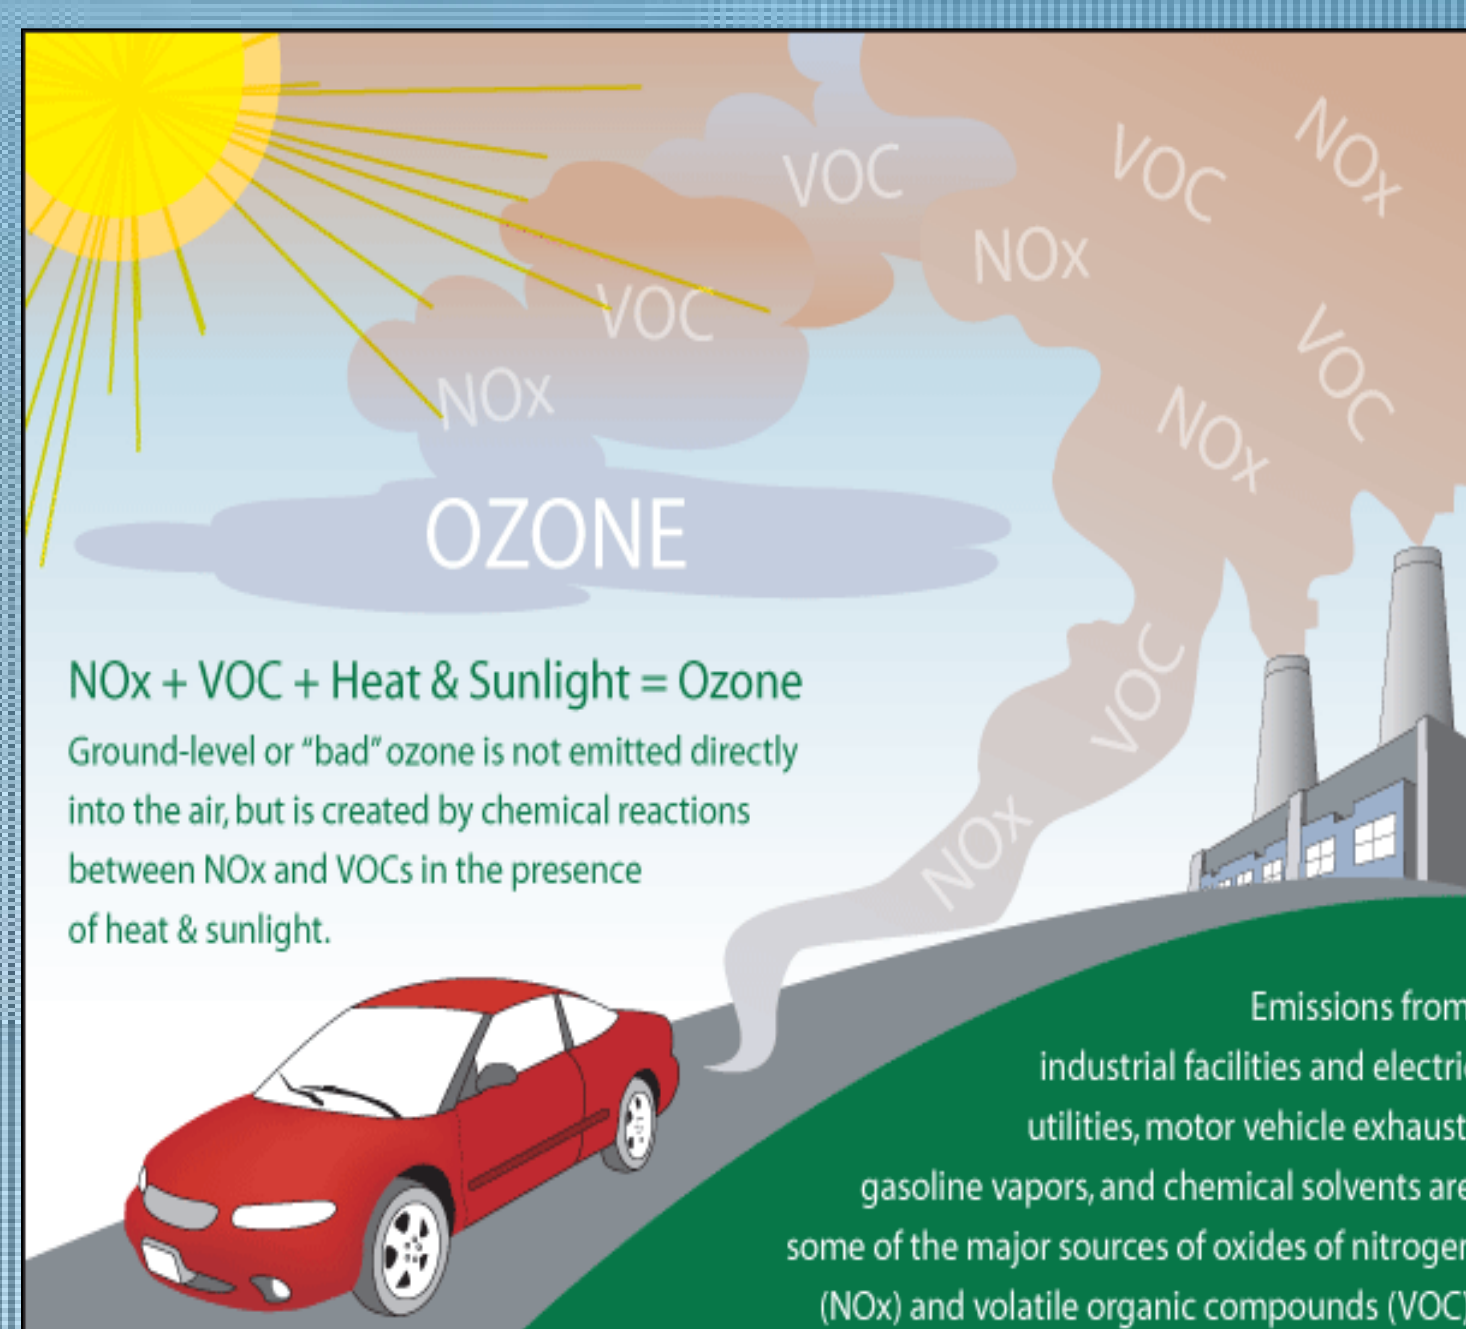 VOC
NOx
VOC
NOx
VOC
VOC
NOx
NOx
VOC
OZONE
VOC
NOx
NOx + VOC + Heat & Sunlight = Ozone
Ground-level or “bad” ozone is not emitted directly
into the air, but is created by chemical reactions
between NOx and VOCs in the presence
of heat & sunlight.
Emissions from
industrial facilities and electri
utilities, motor vehicle exhaust
gasoline vapors, and chemical solvents are
some of the major sources of oxides of nitrogen
(NOx) and volatile organic compounds (VOC)